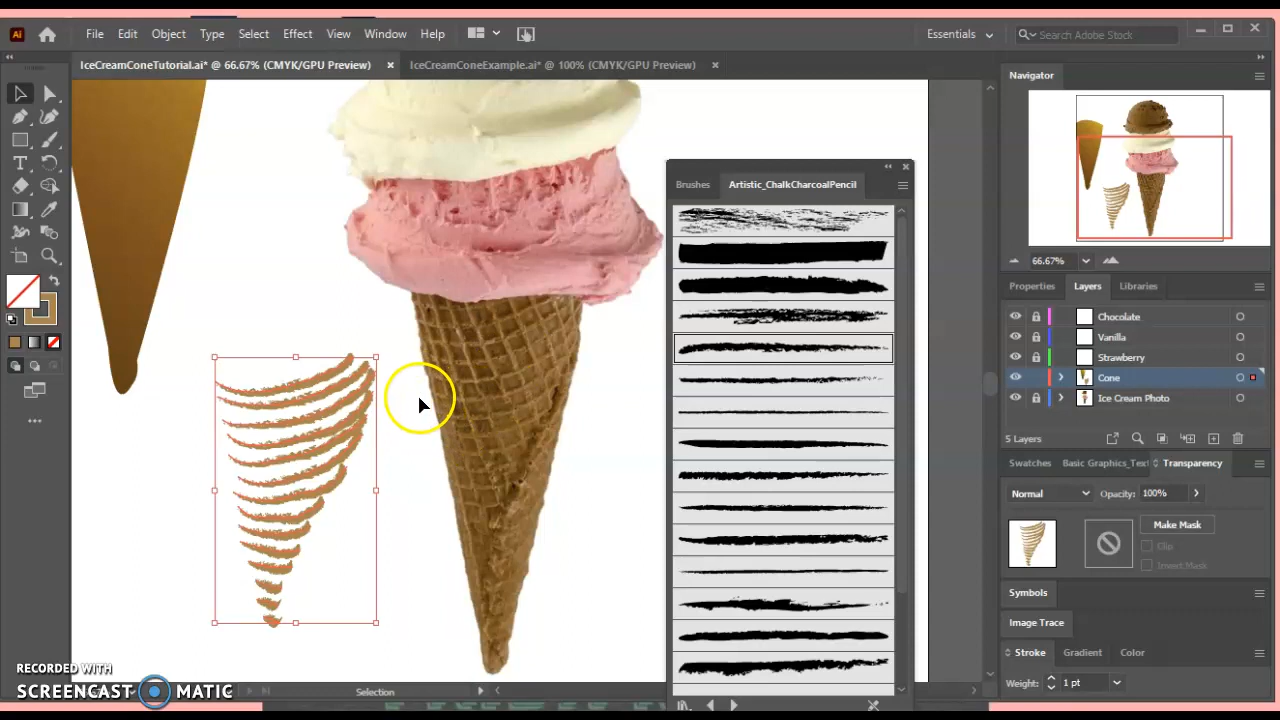 Ai File Edit Object Type Select Effect View Window Help Essentials Search Adobe Stock
IceCreamConeTutorial.ai* @ 66.67% (CMYK/GPU Preview) × IceCreamConeExample.ai* @ 100% (CMYK/GPU Preview) ×
Navigator
66.67%
Brushes Artistic_ChalkCharcoalPencil
Properties Layers Libraries
Chocolate
Vanilla
Strawberry
Cone
Ice Cream Photo
5 Layers
Swatches Basic Graphics_Text Transparency
Normal Opacity: 100%
Make Mask
Clip
Invert Mask
Symbols
Image Trace
Stroke Gradient Color
Weight: 1 pt
RECORDED WITH
SCREENCAST MATIC
Selection